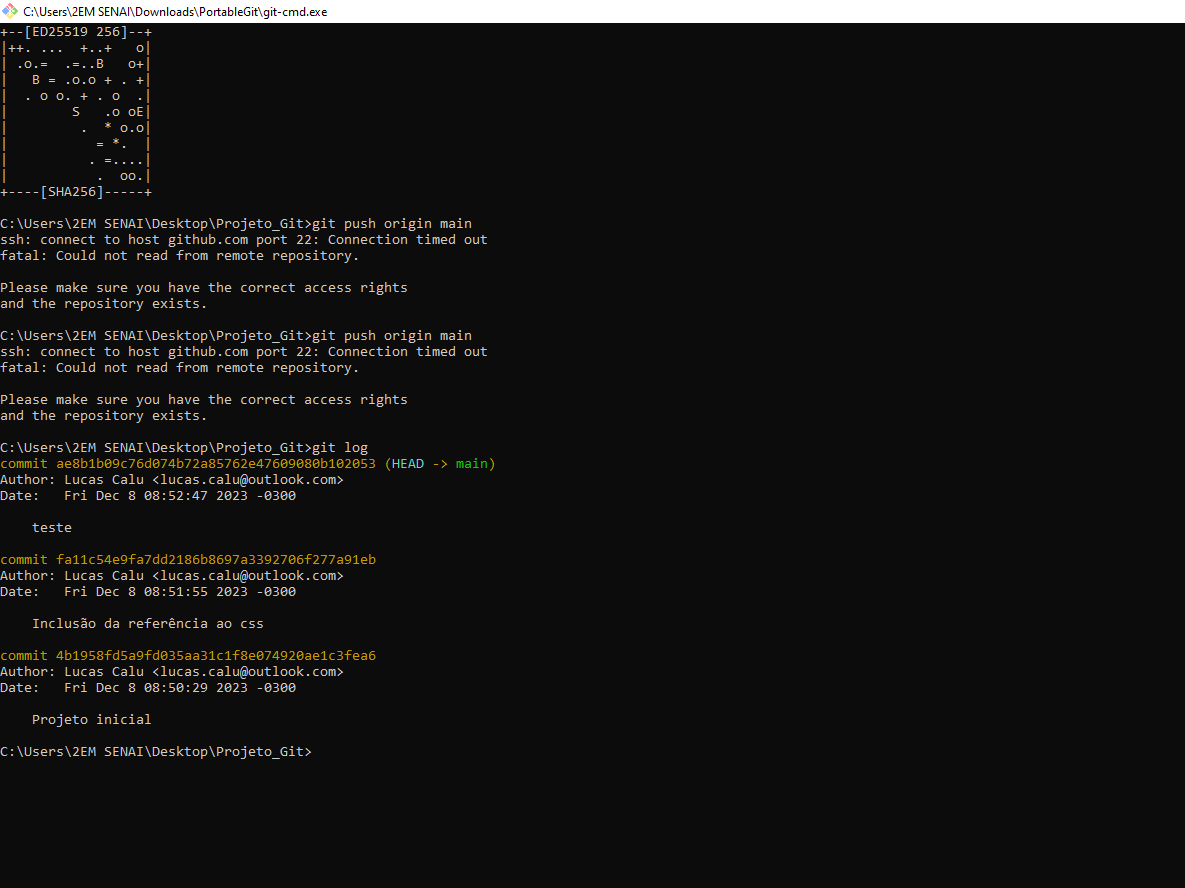 C:\Users\2EM SENAI\Downloads\PortableGit\git-cmd.exe
+--[ED25519 256]--+
|++. ...  +..+   o|
| .o.=  .=..B   o+|
|   B = .o.o + . +|
|  . o o. + . o  .|
|        S   .o oE|
|         .  * o.o|
|           = *.  |
|          . =....|
|           .  oo.|
+----[SHA256]-----+
C:\Users\2EM SENAI\Desktop\Projeto_Git>git push origin main
ssh: connect to host github.com port 22: Connection timed out
fatal: Could not read from remote repository.
Please make sure you have the correct access rights
and the repository exists.
C:\Users\2EM SENAI\Desktop\Projeto_Git>git push origin main
ssh: connect to host github.com port 22: Connection timed out
fatal: Could not read from remote repository.
Please make sure you have the correct access rights
and the repository exists.
C:\Users\2EM SENAI\Desktop\Projeto_Git>git log
commit ae8b1b09c76d074b72a85762e47609080b102053 (HEAD -> main)
Author: Lucas Calu <lucas.calu@outlook.com>
Date:   Fri Dec 8 08:52:47 2023 -0300
    teste
commit fa11c54e9fa7dd2186b8697a3392706f277a91eb
Author: Lucas Calu <lucas.calu@outlook.com>
Date:   Fri Dec 8 08:51:55 2023 -0300
    Inclusão da referência ao css
commit 4b1958fd5a9fd035aa31c1f8e074920ae1c3fea6
Author: Lucas Calu <lucas.calu@outlook.com>
Date:   Fri Dec 8 08:50:29 2023 -0300
    Projeto inicial
C:\Users\2EM SENAI\Desktop\Projeto_Git>